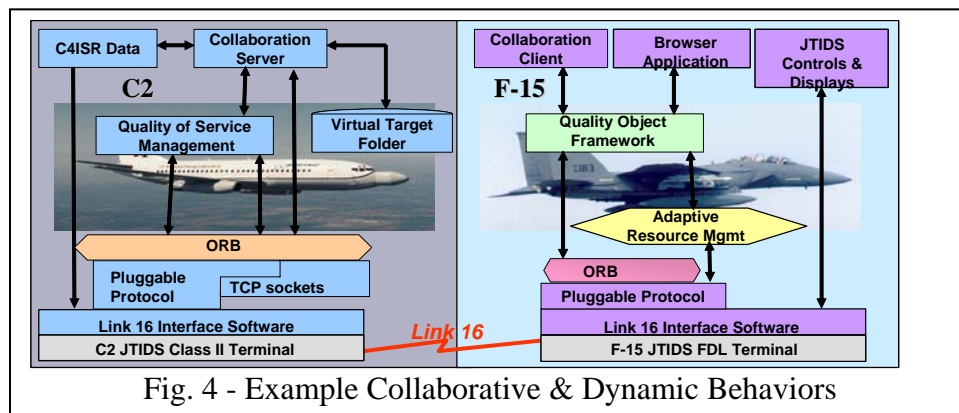 C4ISR Data
Collaboration
Server
C2
Quality of Service
Management
Virtual Target
Folder
ORB
Pluggable
Protocol
TCP sockets
Link 16 Interface Software
C2 JTIDS Class II Terminal
Link 16
Collaboration
Client
Browser
Application
JTIDS
Controls &
Displays
F-15
Quality Object
Framework
Adaptive
Resource Mgmt
ORB
Pluggable Protocol
Link 16 Interface Software
F-15 JTIDS FDL Terminal
Fig. 4 - Example Collaborative & Dynamic Behaviors